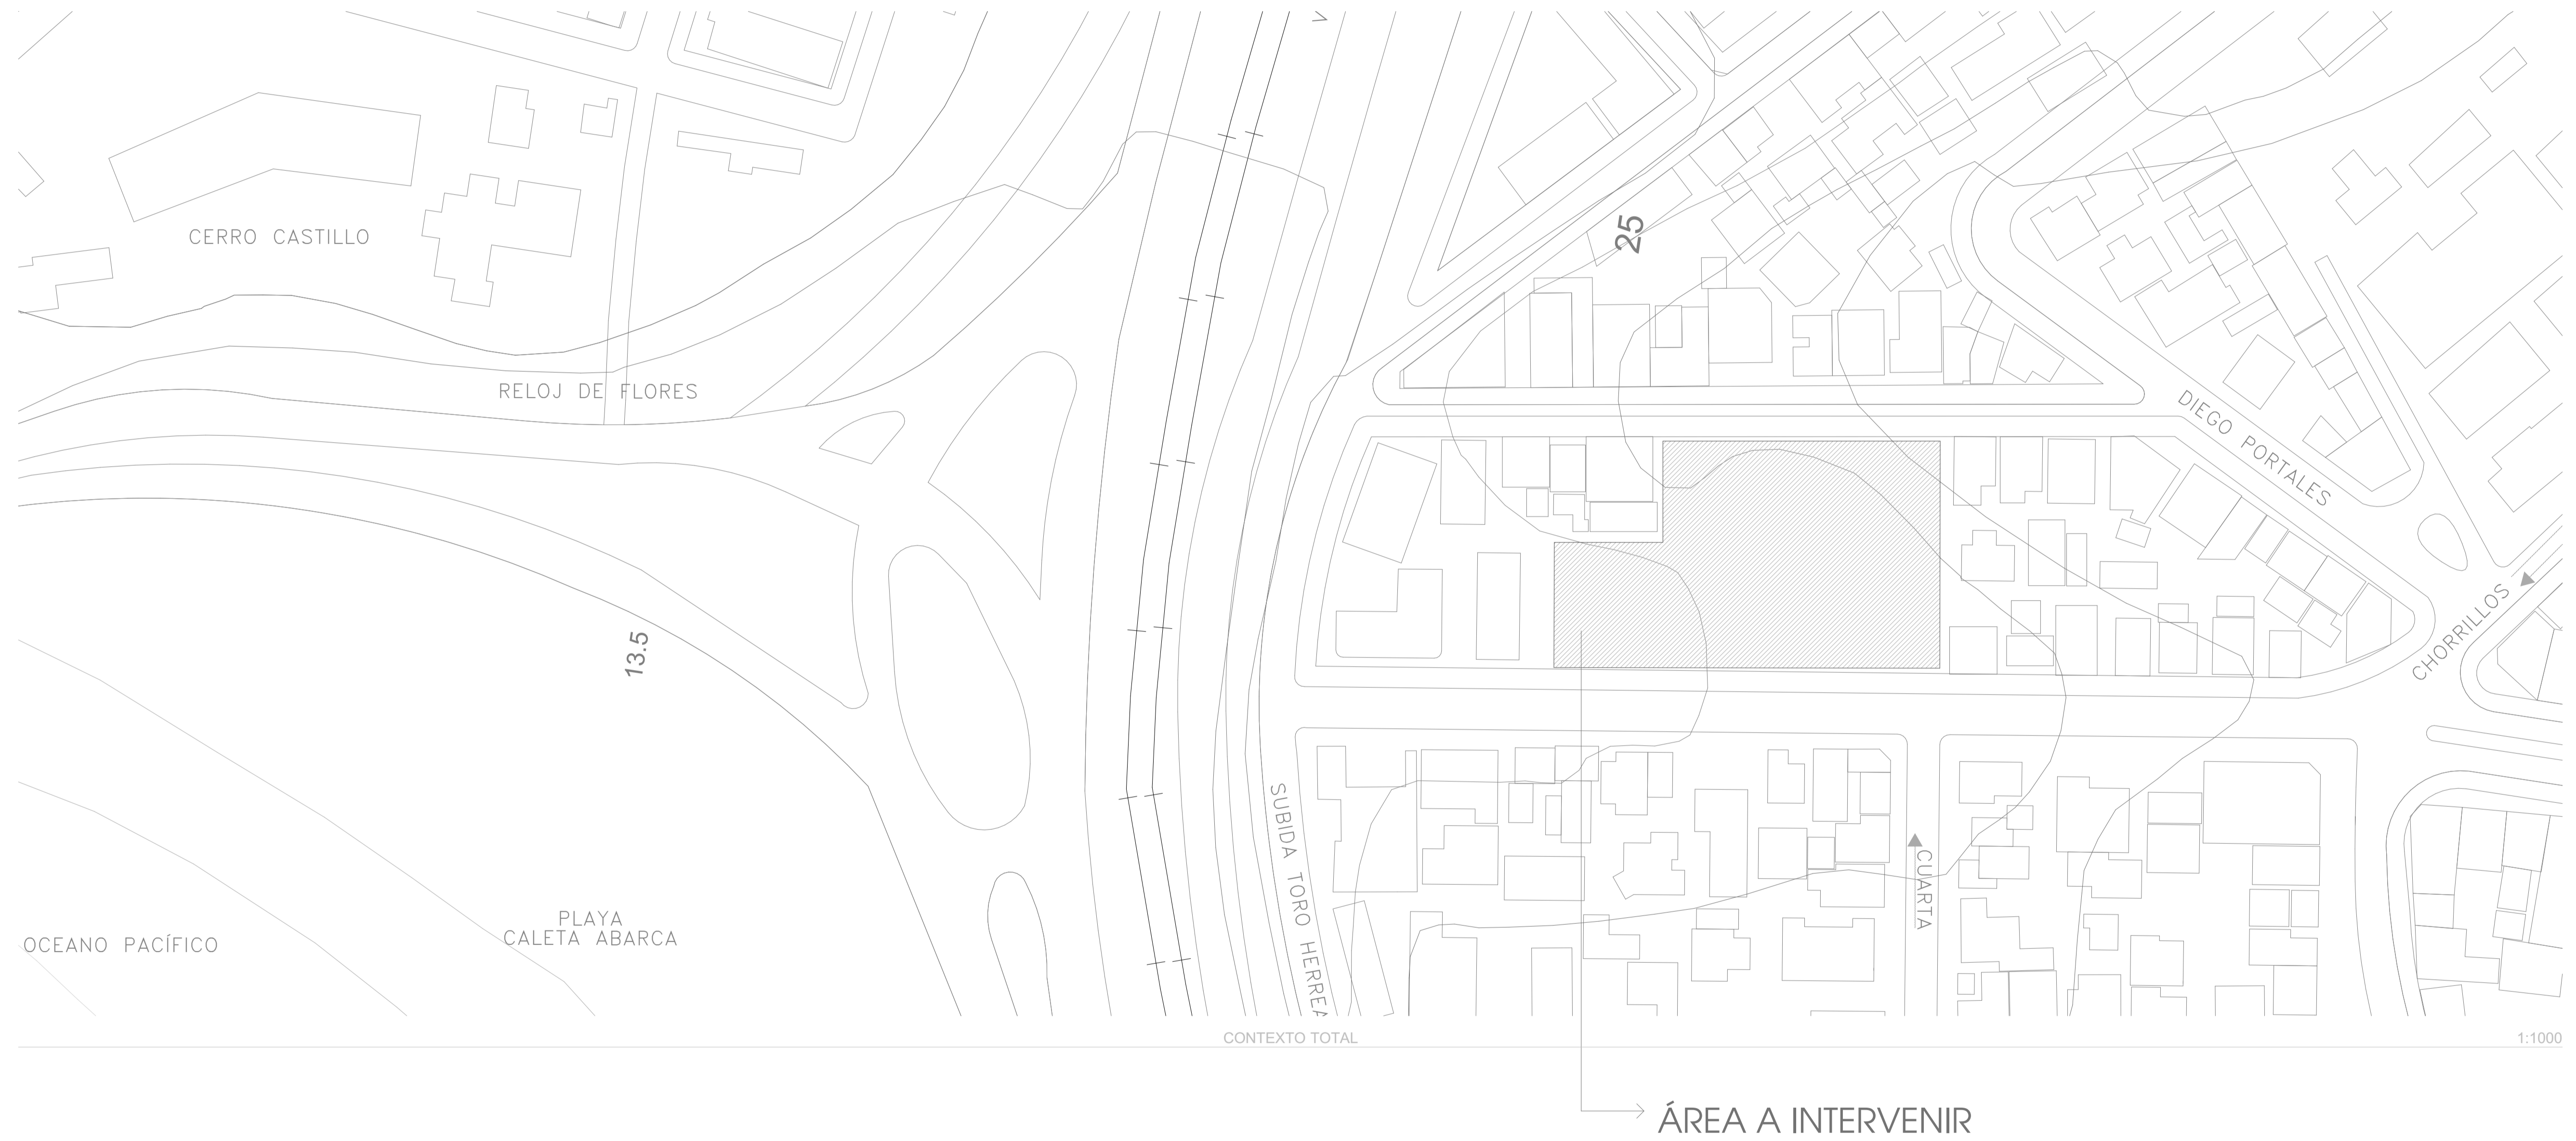 25
CERRO CASTILLO
RELOJ DE FLORES
DIEGO PORTALES
CHORRILLOS
13.5
SUBIDA TORO HERRERA
CUARTA
PLAYA
CALETA ABARCA
OCEANO PACÍFICO
CONTEXTO TOTAL
1:1000
ÁREA A INTERVENIR